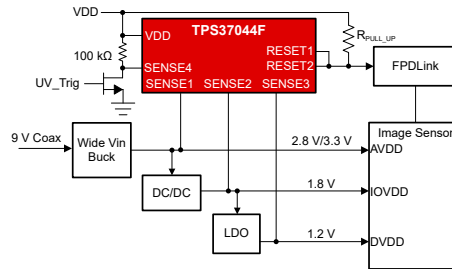 VDD
TPS37044F
VDD
100 kΩ
SENSE4
UV_Trig
SENSE1 SENSE2 SENSE3
RESET1
RESET2
RPULL_UP
FPDLink
9 V Coax
Wide Vin
Buck
2.8 V/3.3 V
Image Sensor
AVDD
DC/DC
1.8 V
IOVDD
LDO
1.2 V
DVDD